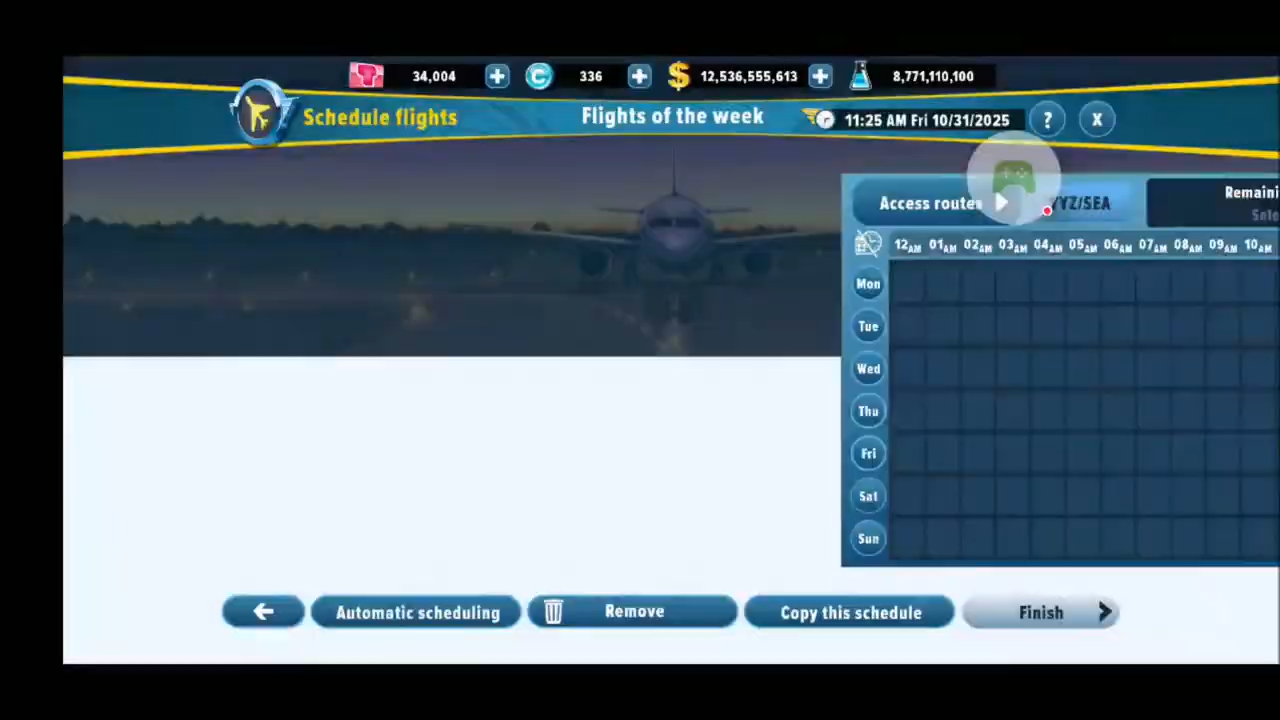 34,004
336
12,536,555,613
8,771,110,100
Schedule flights
Flights of the week
11:25 AM Fri 10/31/2025
?
X
Access routes
YYZ/SEA
12AM 01AM 02AM 03AM 04AM 05AM 06AM 07AM 08AM 09AM 10AM
Mon
Tue
Wed
Thu
Fri
Sat
Sun
Automatic scheduling
Remove
Copy this schedule
Finish